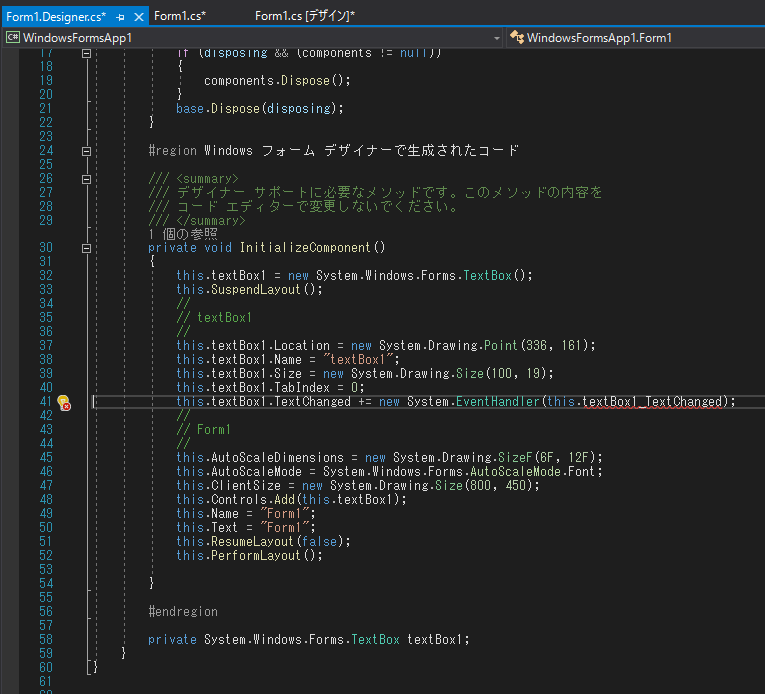 Form1.Designer.cs*
Form1.cs*
Form1.cs [デザイン]*
C# WindowsFormsApp1
WindowsFormsApp1.Form1
17 if (disposing && (components != null))
18 {
19 components.Dispose();
20 }
21 base.Dispose(disposing);
22 }
23
24 #region Windows フォーム デザイナーで生成されたコード
25
26 /// <summary>
27 /// デザイナー サポートに必要なメソッドです。このメソッドの内容を
28 /// コード エディターで変更しないでください。
29 /// </summary>
1 個の参照
30 private void InitializeComponent()
31 {
32 this.textBox1 = new System.Windows.Forms.TextBox();
33 this.SuspendLayout();
34 //
35 // textBox1
36 //
37 this.textBox1.Location = new System.Drawing.Point(336, 161);
38 this.textBox1.Name = "textBox1";
39 this.textBox1.Size = new System.Drawing.Size(100, 19);
40 this.textBox1.TabIndex = 0;
41 this.textBox1.TextChanged += new System.EventHandler(this.textBox1_TextChanged);
42 //
43 // Form1
44 //
45 this.AutoScaleDimensions = new System.Drawing.SizeF(6F, 12F);
46 this.AutoScaleMode = System.Windows.Forms.AutoScaleMode.Font;
47 this.ClientSize = new System.Drawing.Size(800, 450);
48 this.Controls.Add(this.textBox1);
49 this.Name = "Form1";
50 this.Text = "Form1";
51 this.ResumeLayout(false);
52 this.PerformLayout();
53
54 }
55
56 #endregion
57
58 private System.Windows.Forms.TextBox textBox1;
59 }
60 }
61